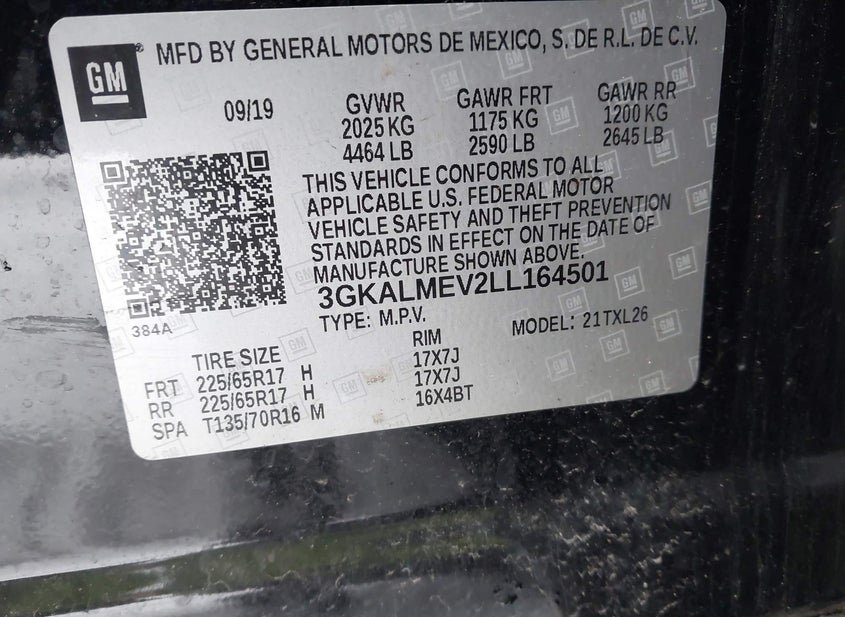 GM
MFD BY GENERAL MOTORS DE MEXICO, S. DE R.L. DE C.V.
09/19 GVWR GAWR FRT GAWR RR
2025 KG 1175 KG 1200 KG
4464 LB 2590 LB 2645 LB
THIS VEHICLE CONFORMS TO ALL
APPLICABLE U.S. FEDERAL MOTOR
VEHICLE SAFETY AND THEFT PREVENTION
STANDARDS IN EFFECT ON THE DATE OF
MANUFACTURE SHOWN ABOVE.
3GKALMEV2LL164501
384A
TYPE: M.P.V. MODEL: 21TXL26
TIRE SIZE RIM
FRT 225/65R17 H 17X7J
RR 225/65R17 H 17X7J
SPA T135/70R16 M 16X4BT